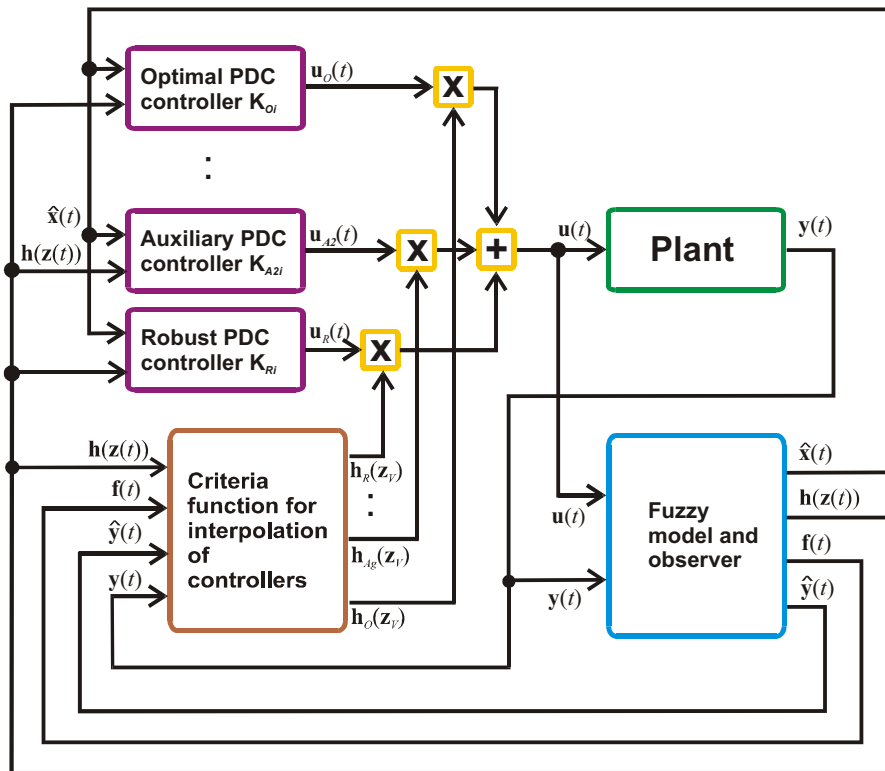 Optimal PDC
controller K_Oi
u_O(t)
X
⋮
x̂(t)
h(z(t))
Auxiliary PDC
controller K_A2i
u_A2(t)
X
+
u(t)
Plant
y(t)
Robust PDC
controller K_Ri
u_R(t)
X
h(z(t))
f(t)
ŷ(t)
y(t)
Criteria
function for
interpolation
of
controllers
h_R(z_V)
⋮
h_Ag(z_V)
h_O(z_V)
u(t)
y(t)
Fuzzy
model and
observer
x̂(t)
h(z(t))
f(t)
ŷ(t)